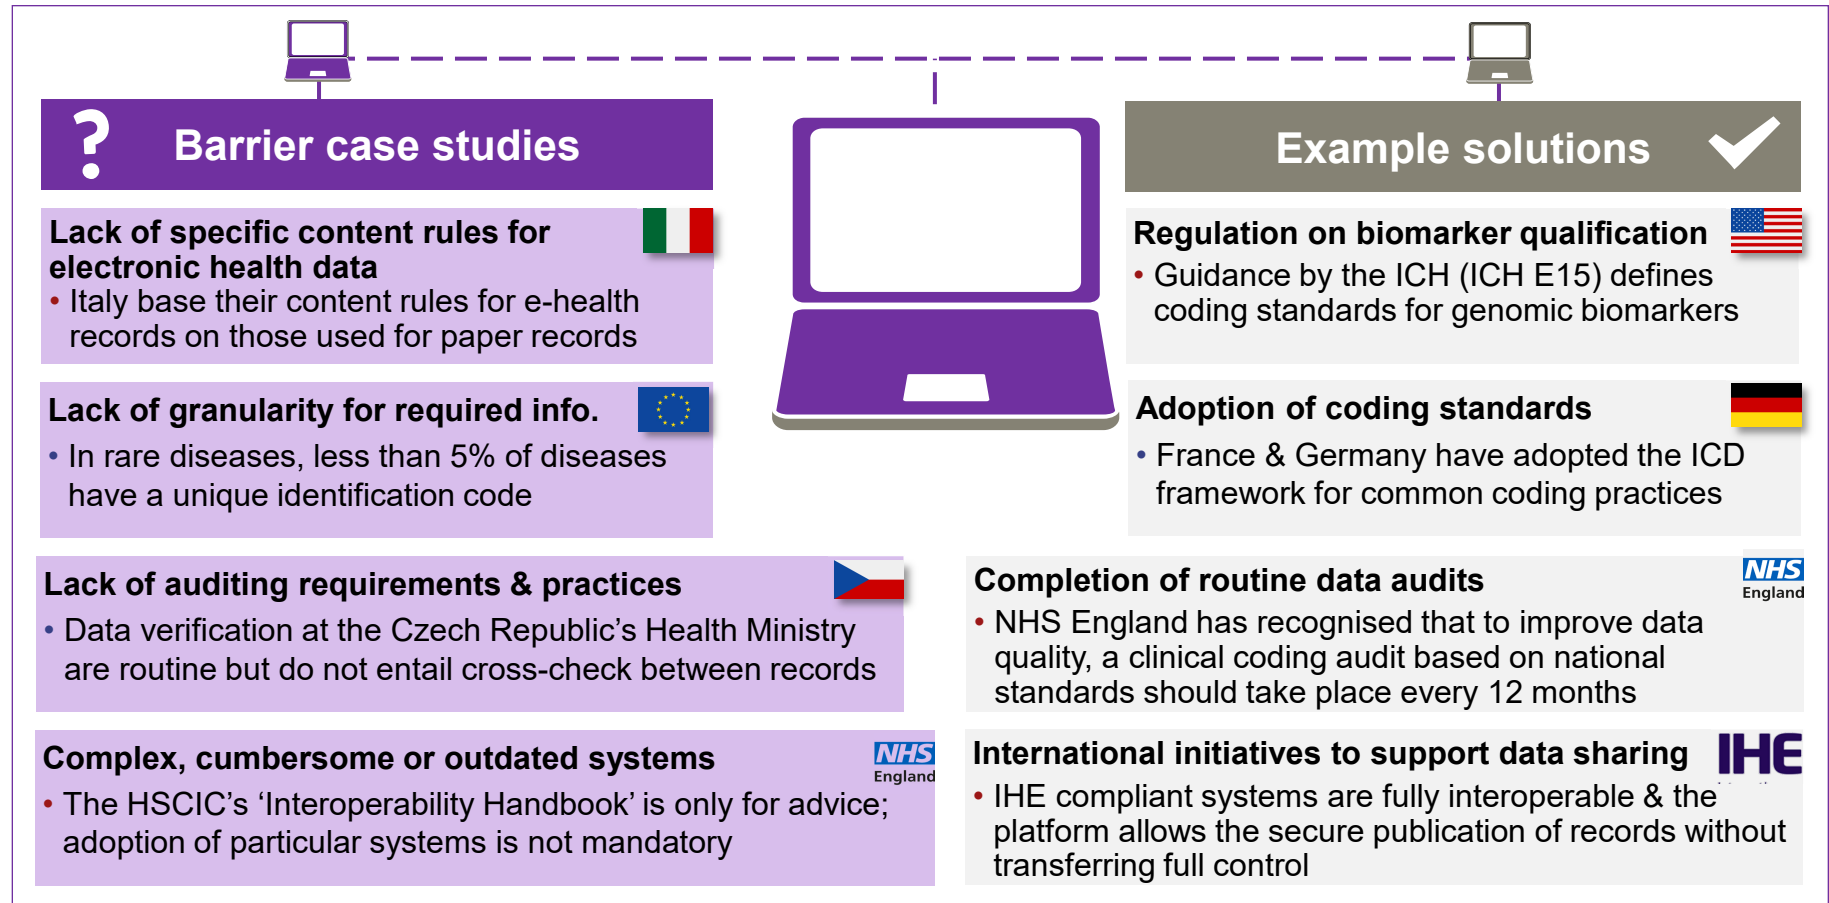 Barrier case studies
Lack of specific content rules for
electronic health data
• Italy base their content rules for e-health
records on those used for paper records
Lack of granularity for required info.
• In rare diseases, less than 5% of diseases
have a unique identification code
Lack of auditing requirements & practices
• Data verification at the Czech Republic's Health Ministry
are routine but do not entail cross-check between records
Complex, cumbersome or outdated systems
NHS
England
• The HSCIC's 'Interoperability Handbook' is only for advice;
adoption of particular systems is not mandatory
Example solutions
Regulation on biomarker qualification
• Guidance by the ICH (ICH E15) defines
coding standards for genomic biomarkers
Adoption of coding standards
• France & Germany have adopted the ICD
framework for common coding practices
Completion of routine data audits
NHS
England
• NHS England has recognised that to improve data
quality, a clinical coding audit based on national
standards should take place every 12 months
International initiatives to support data sharing
IHE
• IHE compliant systems are fully interoperable & the
platform allows the secure publication of records without
transferring full control